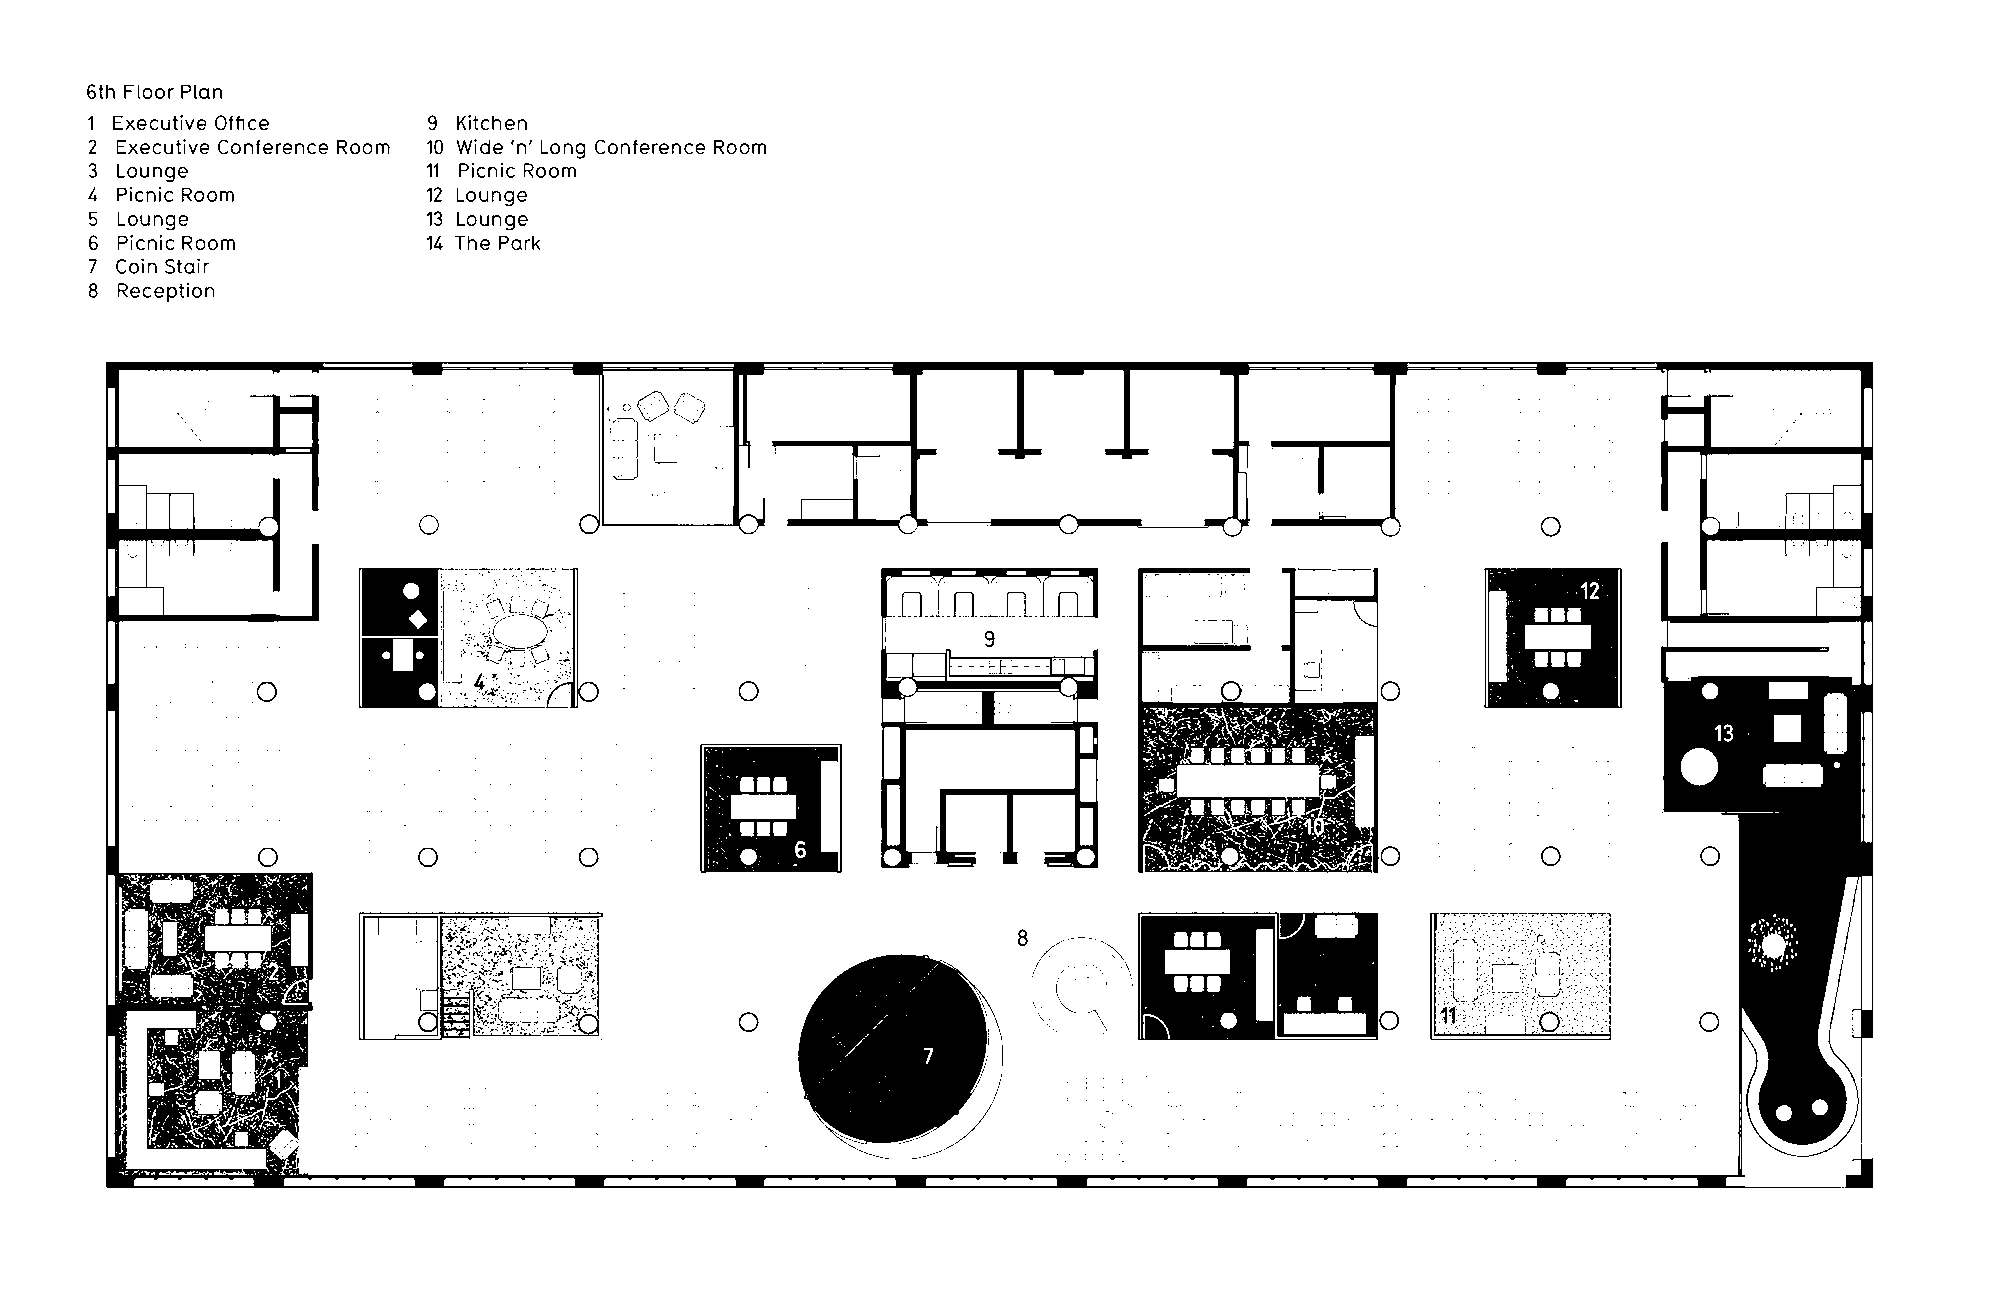 6th Floor Plan
1 Executive Office
2 Executive Conference Room
3 Lounge
4 Picnic Room
5 Lounge
6 Picnic Room
7 Coin Stair
8 Reception
9 Kitchen
10 Wide 'n' Long Conference Room
11 Picnic Room
12 Lounge
13 Lounge
14 The Park
12
9
4
13
10
6
8
2
11
7
1